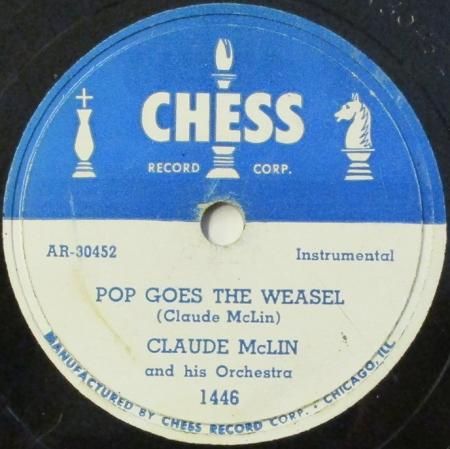 CHESS
RECORD CORP.
AR-30452 Instrumental
POP GOES THE WEASEL
(Claude McLin)
CLAUDE McLIN
and his Orchestra
1446
MANUFACTURED BY CHESS RECORD CORP. • CHICAGO, ILL